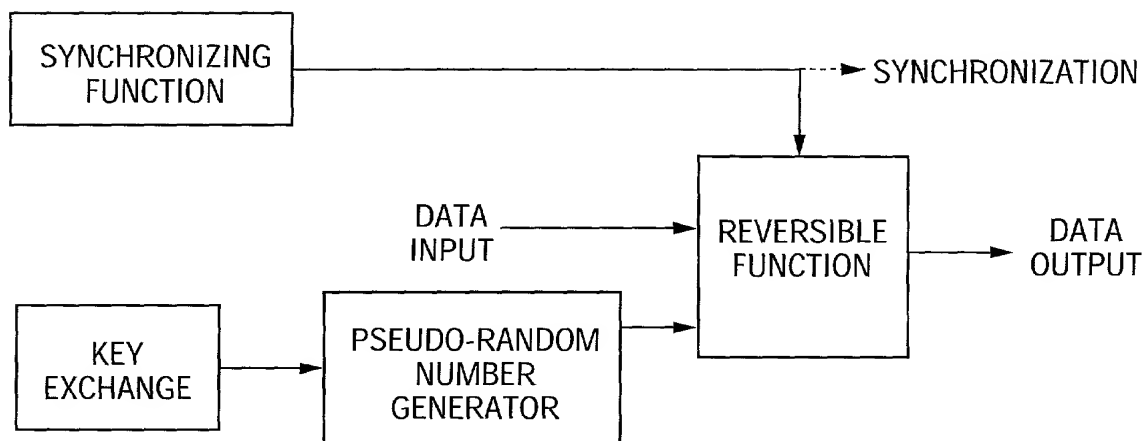 SYNCHRONIZING
FUNCTION
SYNCHRONIZATION
DATA
INPUT
REVERSIBLE
FUNCTION
DATA
OUTPUT
KEY
EXCHANGE
PSEUDO-RANDOM
NUMBER
GENERATOR